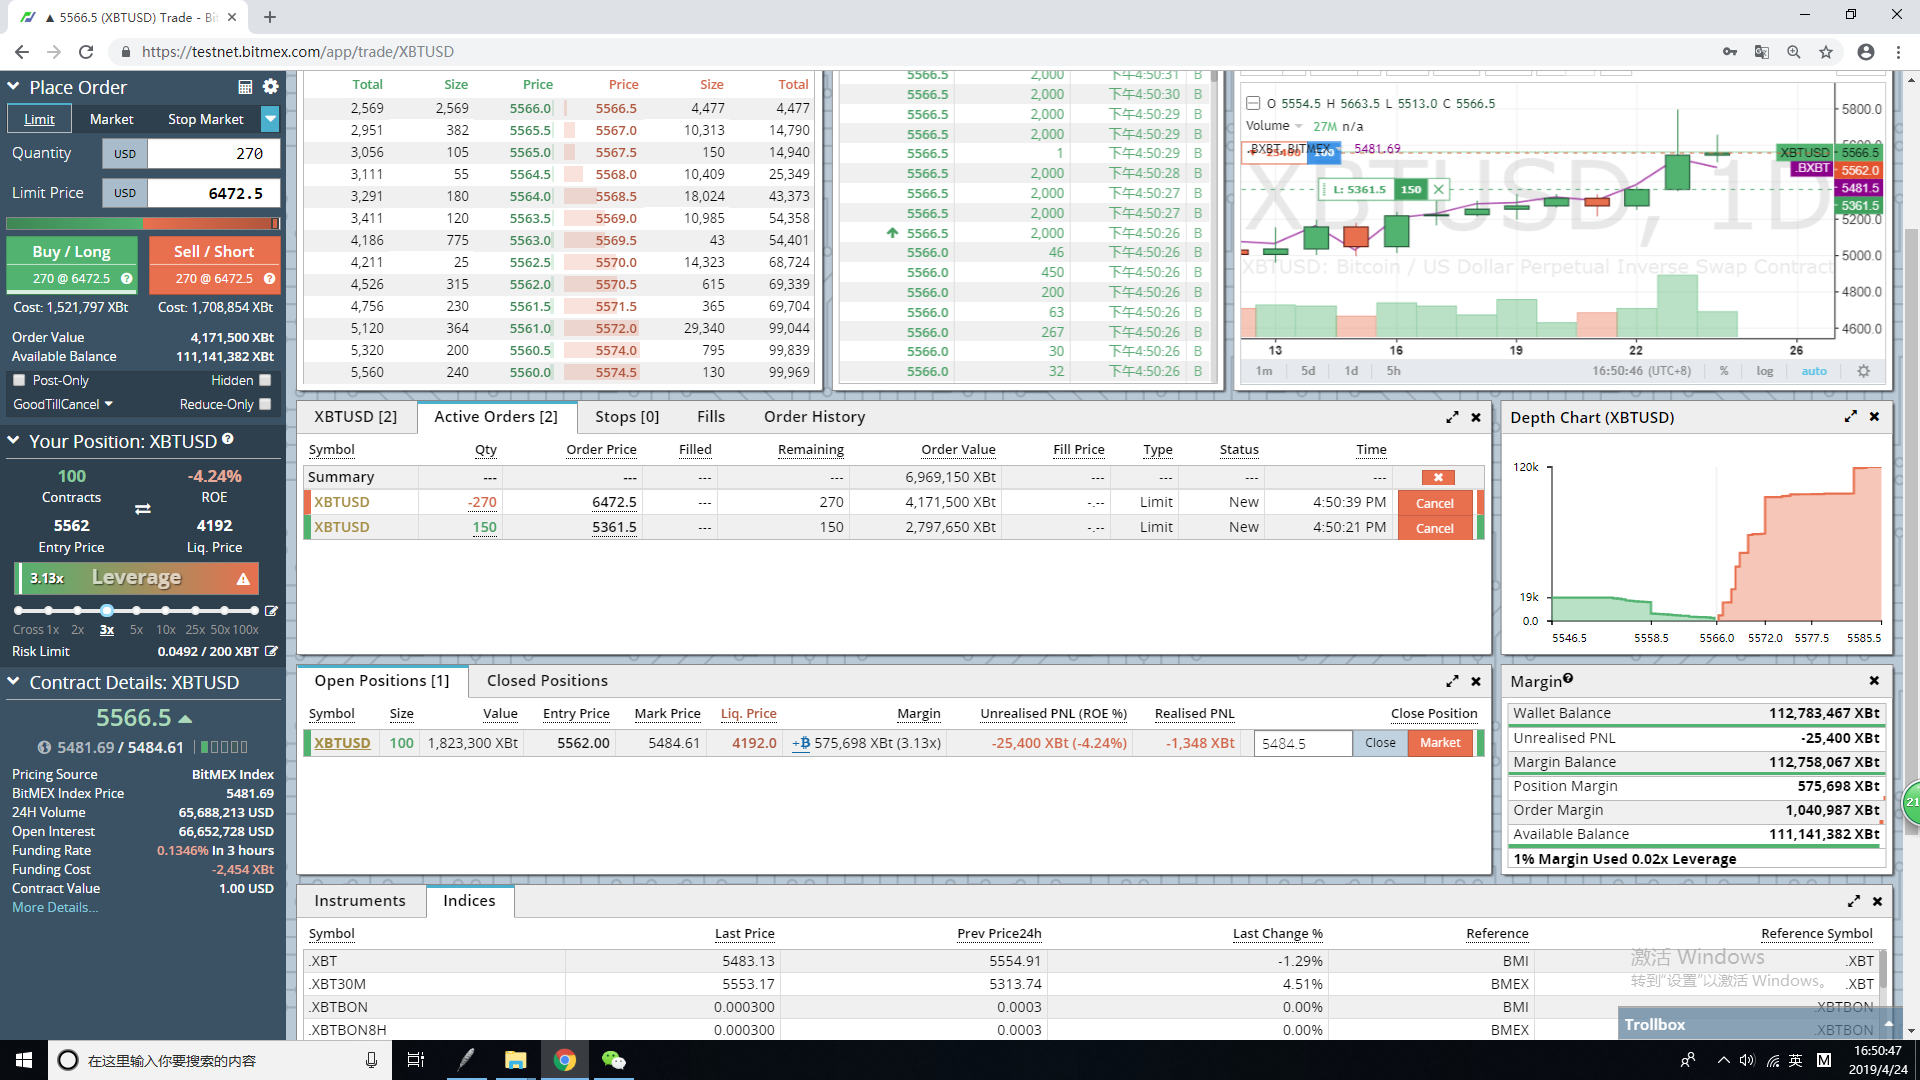 ▲ 5566.5 (XBTUSD) Trade - Bi
https://testnet.bitmex.com/app/trade/XBTUSD
Place Order
Limit Market Stop Market
Quantity USD 270
Limit Price USD 6472.5
Buy / Long Sell / Short
270 @ 6472.5 270 @ 6472.5
Cost: 1,521,797 XBt Cost: 1,708,854 XBt
Order Value 4,171,500 XBt
Available Balance 111,141,382 XBt
Post-Only Hidden
GoodTillCancel Reduce-Only
Your Position: XBTUSD
100 -4.24%
Contracts ROE
5562 4192
Entry Price Liq. Price
3.13x Leverage
Cross 1x 2x 3x 5x 10x 25x 50x 100x
Risk Limit 0.0492 / 200 XBT
Contract Details: XBTUSD
5566.5
5481.69 / 5484.61
Pricing Source BitMEX Index
BitMEX Index Price 5481.69
24H Volume 65,688,213 USD
Open Interest 66,652,728 USD
Funding Rate 0.1346% In 3 hours
Funding Cost -2,454 XBt
Contract Value 1.00 USD
More Details...
Total Size Price Price Size Total
2,569 2,569 5566.0 5566.5 4,477 4,477
2,951 382 5565.5 5567.0 10,313 14,790
3,056 105 5565.0 5567.5 150 14,940
3,111 55 5564.5 5568.0 10,409 25,349
3,291 180 5564.0 5568.5 18,024 43,373
3,411 120 5563.5 5569.0 10,985 54,358
4,186 775 5563.0 5569.5 43 54,401
4,211 25 5562.5 5570.0 14,323 68,724
4,526 315 5562.0 5570.5 615 69,339
4,756 230 5561.5 5571.5 365 69,704
5,120 364 5561.0 5572.0 29,340 99,044
5,320 200 5560.5 5574.0 795 99,839
5,560 240 5560.0 5574.5 130 99,969
5566.5 2,000 下午4:50:31 B
5566.5 2,000 下午4:50:30 B
5566.5 2,000 下午4:50:29 B
5566.5 2,000 下午4:50:29 B
5566.5 1 下午4:50:29 B
5566.5 2,000 下午4:50:28 B
5566.5 2,000 下午4:50:27 B
5566.5 2,000 下午4:50:27 B
5566.5 2,000 下午4:50:26 B
5566.0 46 下午4:50:26 B
5566.0 450 下午4:50:26 B
5566.0 200 下午4:50:26 B
5566.0 63 下午4:50:26 B
5566.0 267 下午4:50:26 B
5566.0 30 下午4:50:26 B
5566.0 32 下午4:50:26 B
O 5554.5 H 5663.5 L 5513.0 C 5566.5
Volume 27M n/a
.BXBT, BITMEX 5481.69
L: 5361.5 150
XBTUSD, 1D
XBTUSD: Bitcoin / US Dollar Perpetual Inverse Swap Contract
5800.0
XBTUSD 5566.5
5562.0
.BXBT 5481.5
5361.5
5200.0
5000.0
4800.0
4600.0
13 16 19 22 26
1m 5d 1d 5h 16:50:46 (UTC+8) % log auto
XBTUSD [2] Active Orders [2] Stops [0] Fills Order History
Symbol Qty Order Price Filled Remaining Order Value Fill Price Type Status Time
Summary --- --- --- --- 6,969,150 XBt --- --- --- ---
XBTUSD -270 6472.5 --- 270 4,171,500 XBt -.-- Limit New 4:50:39 PM Cancel
XBTUSD 150 5361.5 --- 150 2,797,650 XBt -.-- Limit New 4:50:21 PM Cancel
Depth Chart (XBTUSD)
120k
19k
0.0
5546.5 5558.5 5566.0 5572.0 5577.5 5585.5
Open Positions [1] Closed Positions
Symbol Size Value Entry Price Mark Price Liq. Price Margin Unrealised PNL (ROE %) Realised PNL Close Position
XBTUSD 100 1,823,300 XBt 5562.00 5484.61 4192.0 575,698 XBt (3.13x) -25,400 XBt (-4.24%) -1,348 XBt 5484.5 Close Market
Margin
Wallet Balance 112,783,467 XBt
Unrealised PNL -25,400 XBt
Margin Balance 112,758,067 XBt
Position Margin 575,698 XBt
Order Margin 1,040,987 XBt
Available Balance 111,141,382 XBt
1% Margin Used 0.02x Leverage
21
Instruments Indices
Symbol Last Price Prev Price24h Last Change % Reference Reference Symbol
.XBT 5483.13 5554.91 -1.29% BMI .XBT
.XBT30M 5553.17 5313.74 4.51% BMEX .XBT
.XBTBON 0.000300 0.0003 0.00% BMI .XBTBON
.XBTBON8H 0.000300 0.0003 0.00% BMEX .XBTBON
激活 Windows
转到“设置”以激活 Windows。
Trollbox
在这里输入你要搜索的内容
英 M
16:50:47
2019/4/24